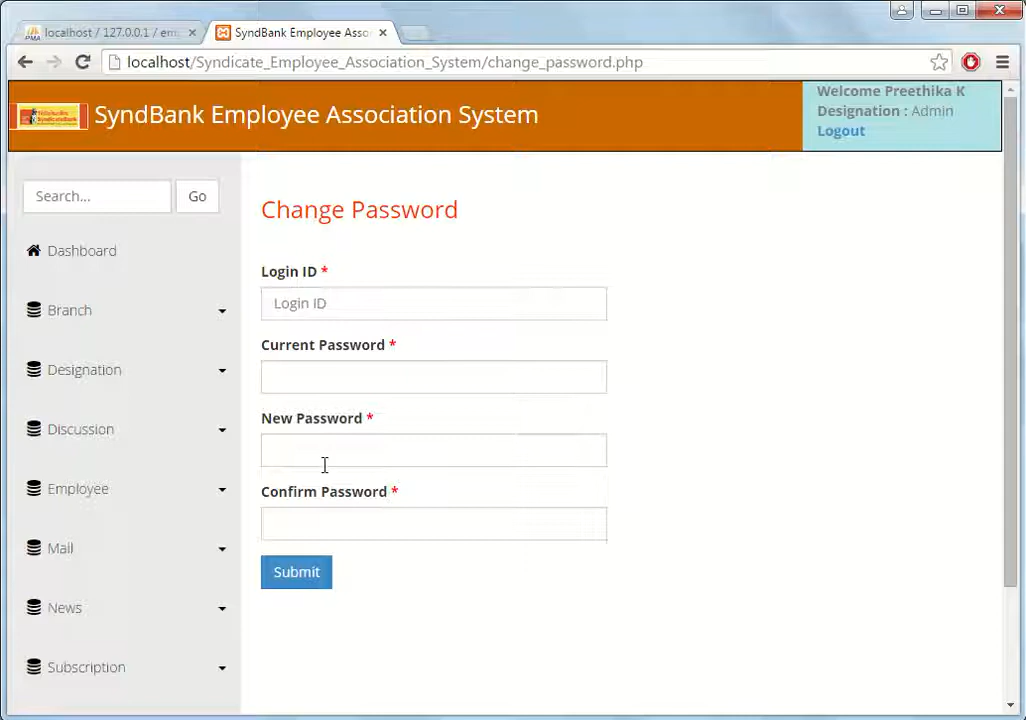 localhost / 127.0.0.1 / em
SyndBank Employee Asso
localhost/Syndicate_Employee_Association_System/change_password.php
SyndBank Employee Association System
Welcome Preethika K
Designation : Admin
Logout
Search...
Go
Dashboard
Branch
Designation
Discussion
Employee
Mail
News
Subscription
Change Password
Login ID *
Login ID
Current Password *
New Password *
Confirm Password *
Submit